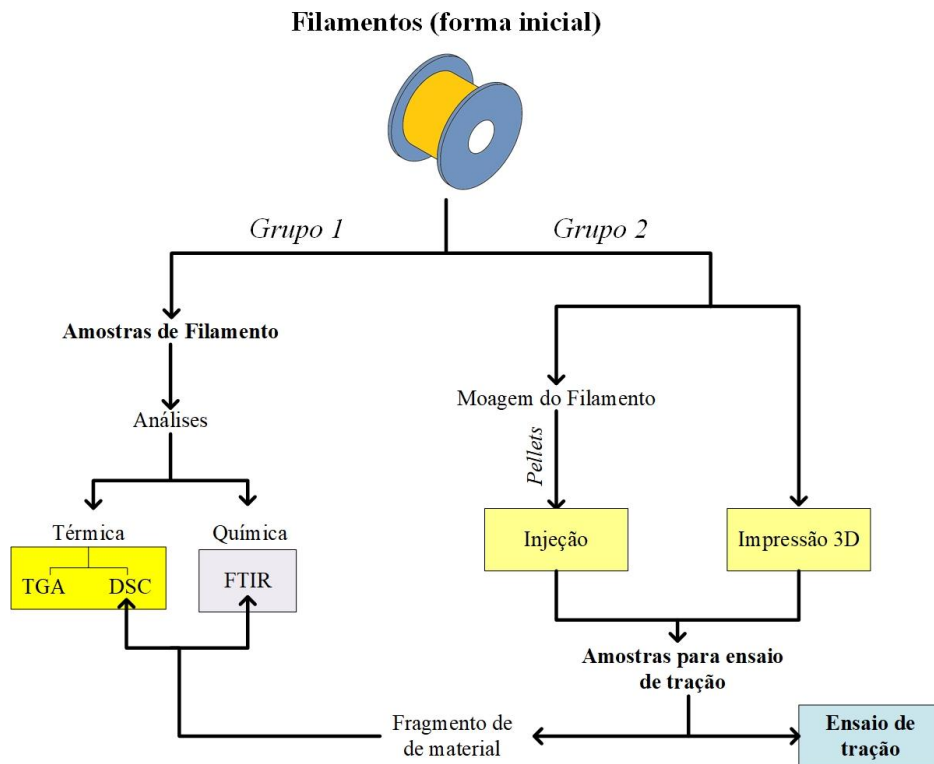 Filamentos (forma inicial)
Grupo 1
Grupo 2
Amostras de Filamento
Análises
Térmica
Química
TGA
DSC
FTIR
Moagem do Filamento
Pellets
Injeção
Impressão 3D
Amostras para ensaio
de tração
Fragmento de
de material
Ensaio de
tração